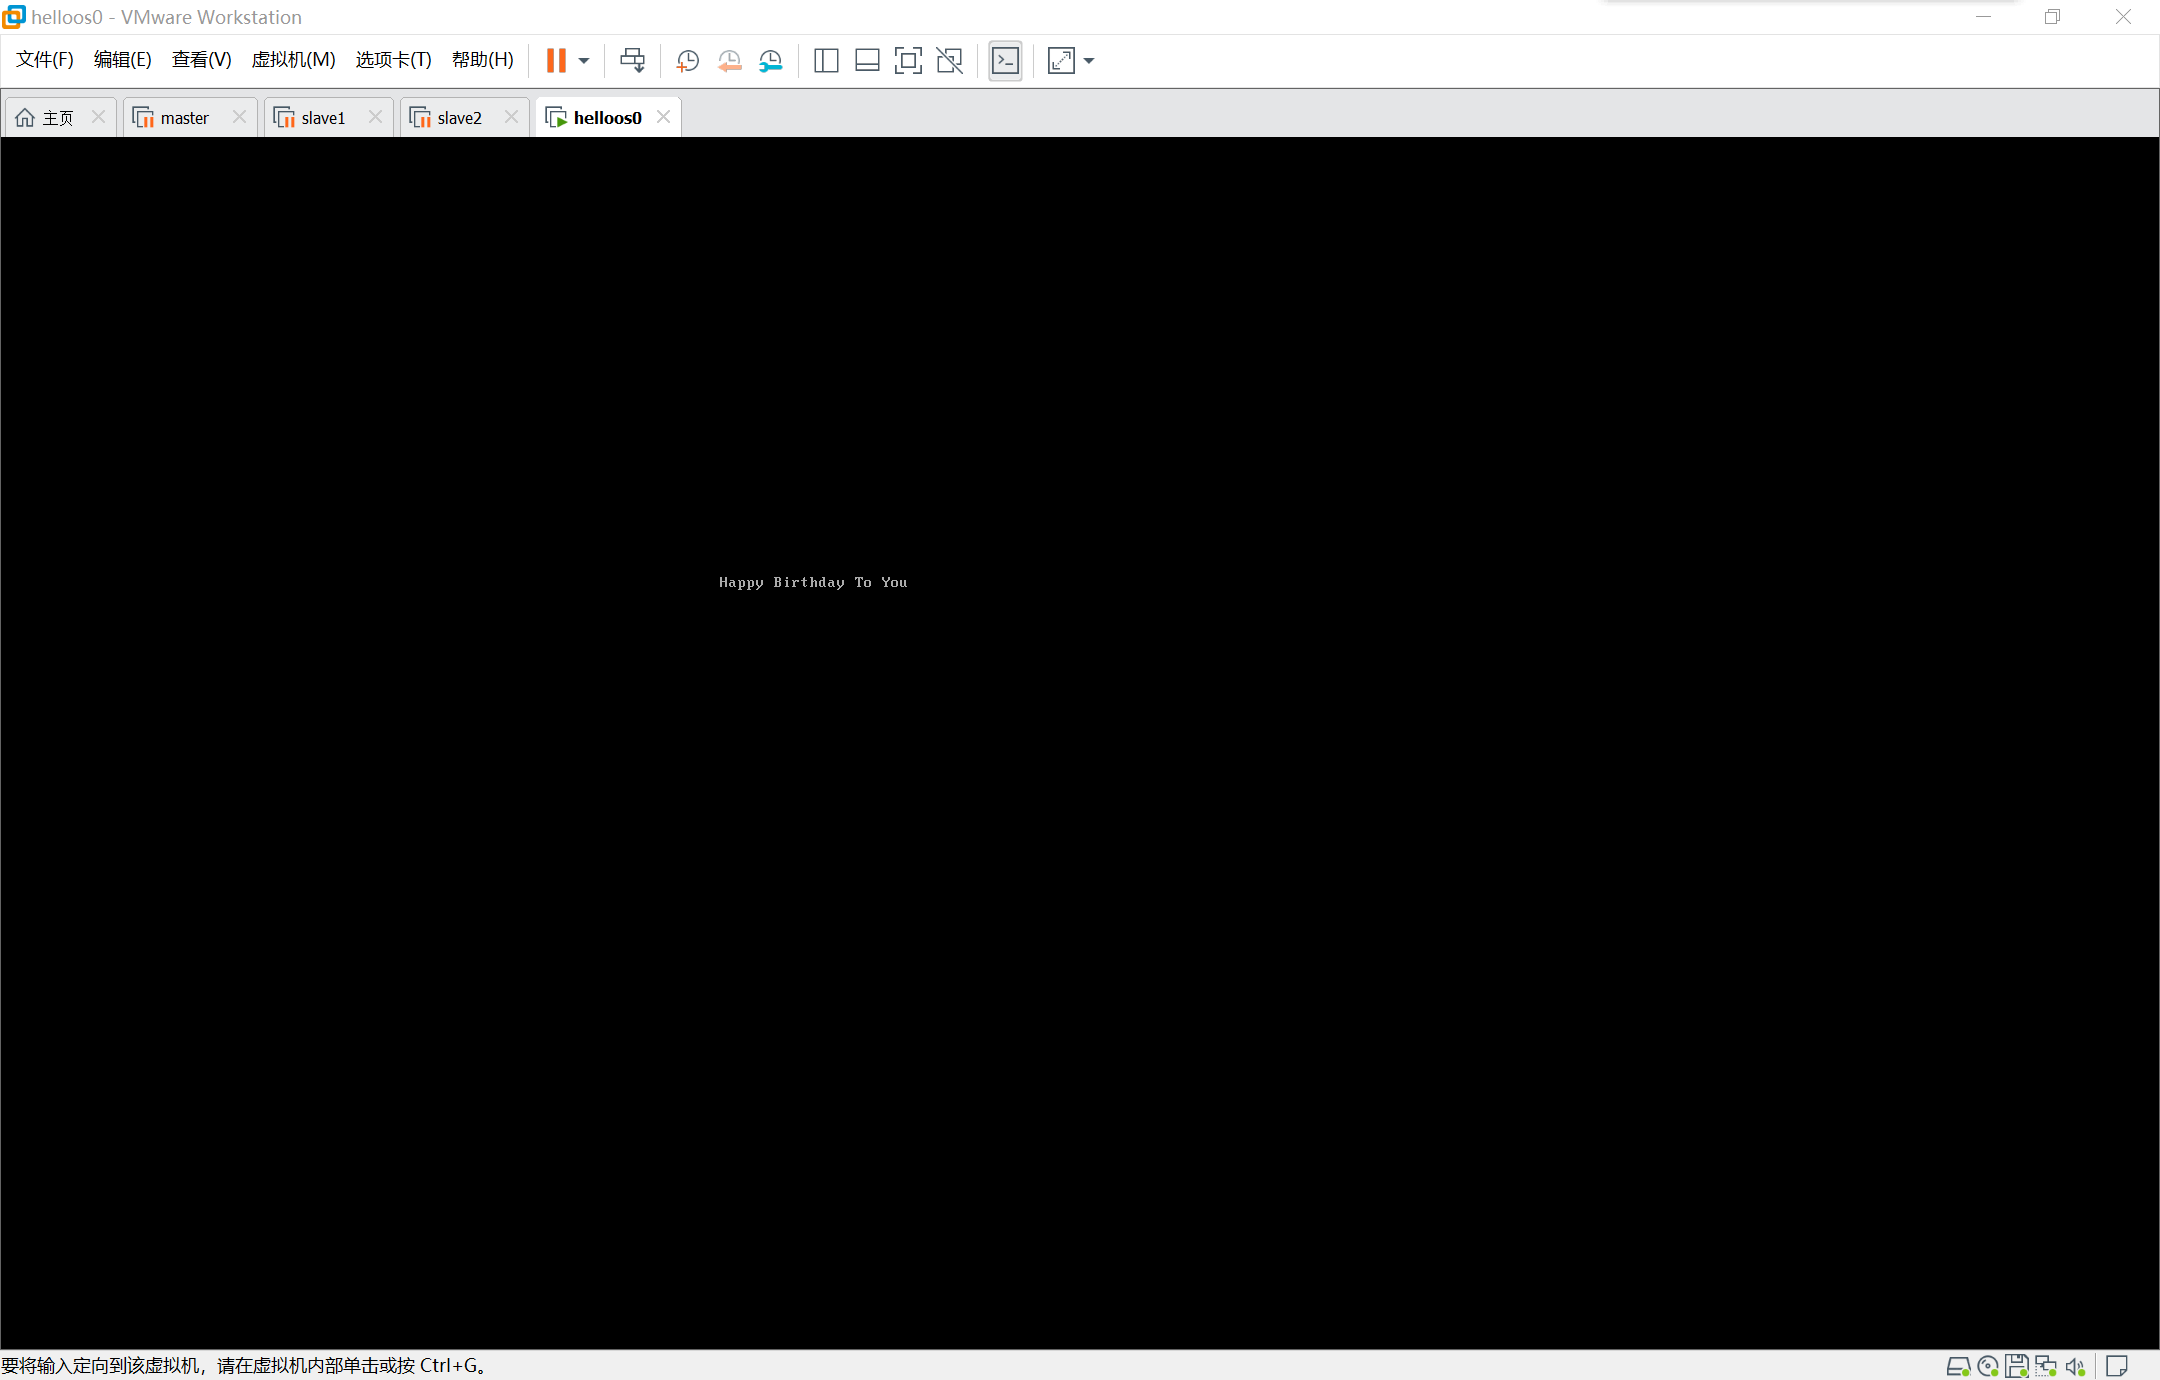 helloos0 - VMware Workstation
文件(F) 编辑(E) 查看(V) 虚拟机(M) 选项卡(T) 帮助(H)
主页 master slave1 slave2 helloos0
Happy Birthday To You
要将输入定向到该虚拟机，请在虚拟机内部单击或按 Ctrl+G。